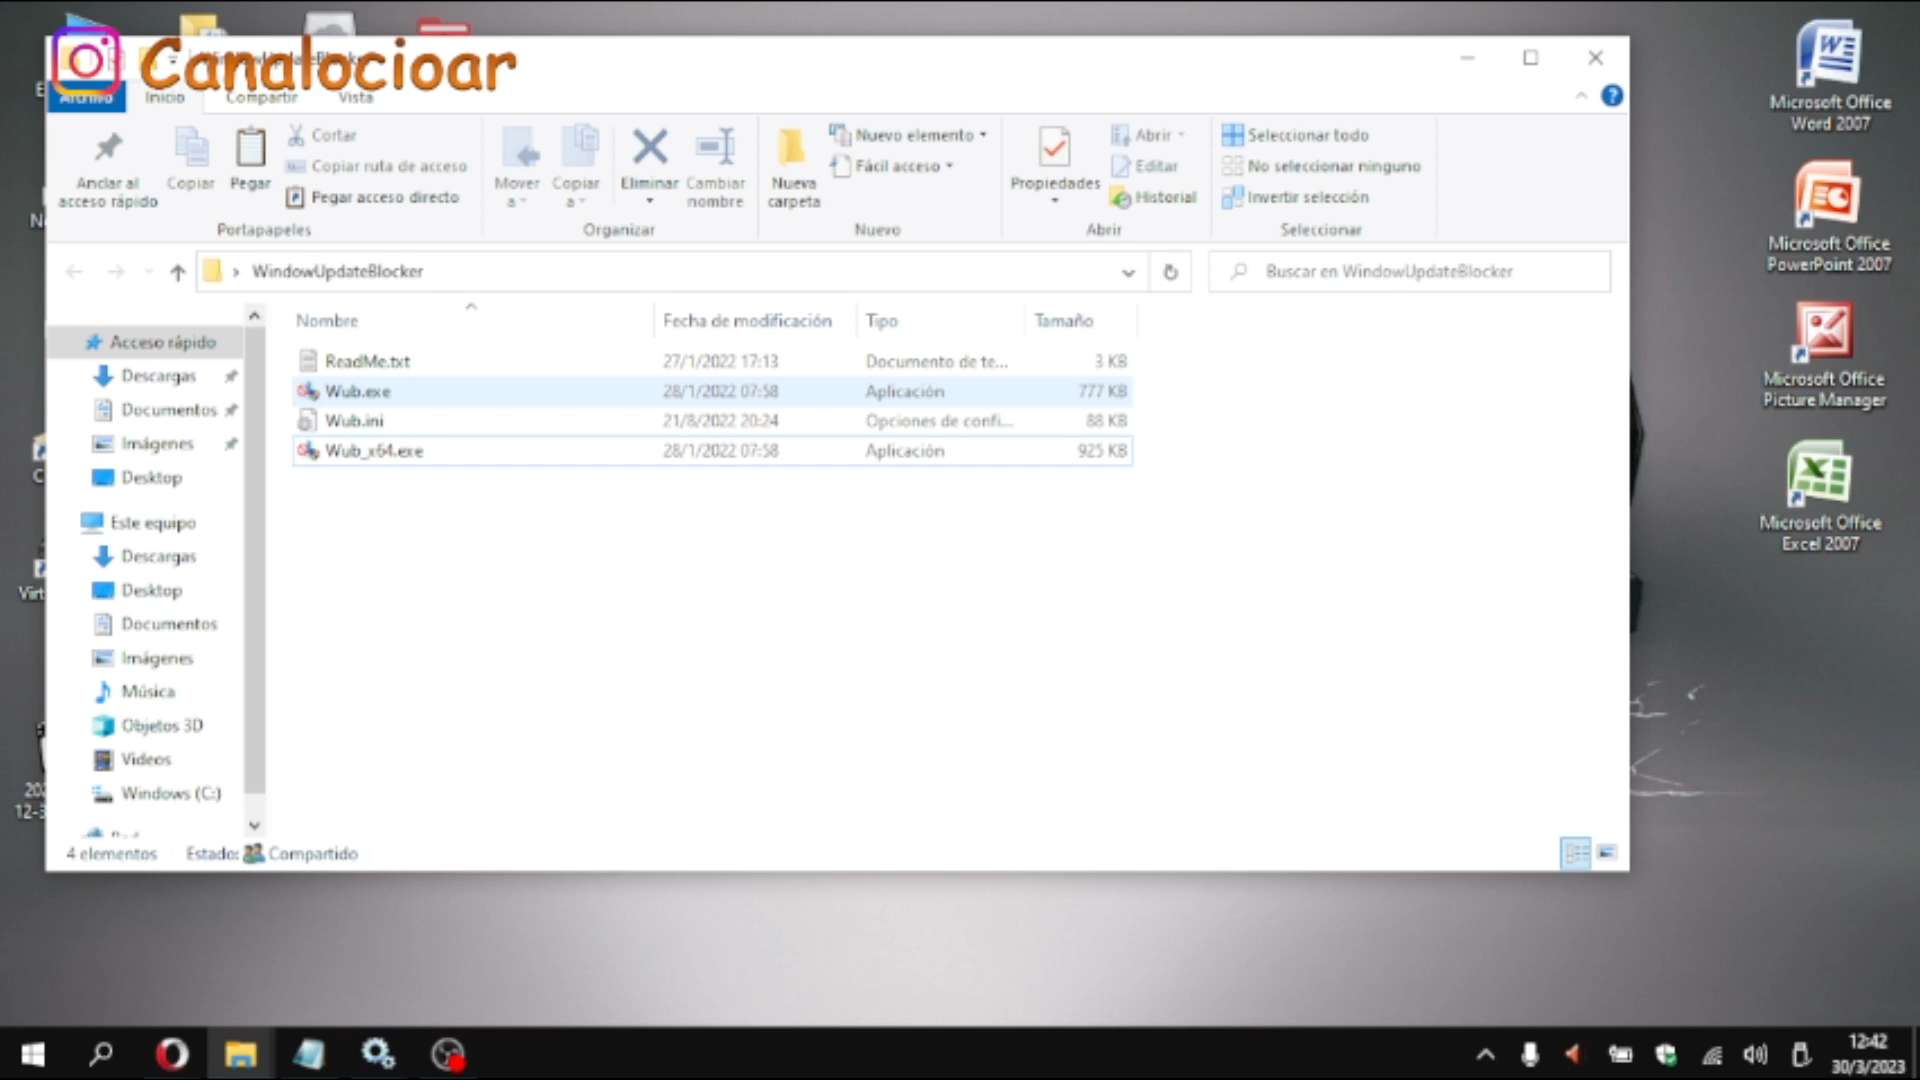 Canalocioar
Archivo
Inicio
Compartir
Vista
Anclar al
acceso rápido
Copiar
Pegar
Cortar
Copiar ruta de acceso
Pegar acceso directo
Portapapeles
Mover
a
Copiar
a
Eliminar
Cambiar
nombre
Organizar
Nueva
carpeta
Nuevo elemento
Fácil acceso
Nuevo
Propiedades
Abrir
Editar
Historial
Abrir
Seleccionar todo
No seleccionar ninguno
Invertir selección
Seleccionar
WindowUpdateBlocker
Buscar en WindowUpdateBlocker
Nombre Fecha de modificación Tipo Tamaño
ReadMe.txt 27/1/2022 17:13 Documento de te... 3 KB
Wub.exe 28/1/2022 07:58 Aplicación 777 KB
Wub.ini 21/8/2022 20:24 Opciones de confi... 88 KB
Wub_x64.exe 28/1/2022 07:58 Aplicación 925 KB
Acceso rápido
Descargas
Documentos
Imágenes
Desktop
Este equipo
Descargas
Desktop
Documentos
Imágenes
Música
Objetos 3D
Videos
Windows (C:)
4 elementos Estado: Compartido
Microsoft Office
Word 2007
Microsoft Office
PowerPoint 2007
Microsoft Office
Picture Manager
Microsoft Office
Excel 2007
12:42
30/3/2023